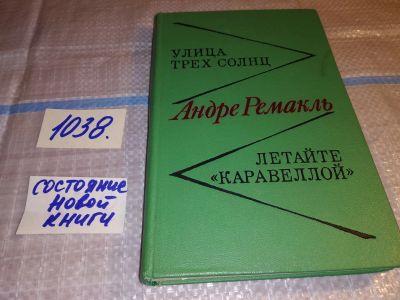 1038.
состояние
новой
книги
УЛИЦА
ТРЕХ СОЛНЦ
Андре Ремакль
ЛЕТАЙТЕ
«КАРАВЕЛЛОЙ»